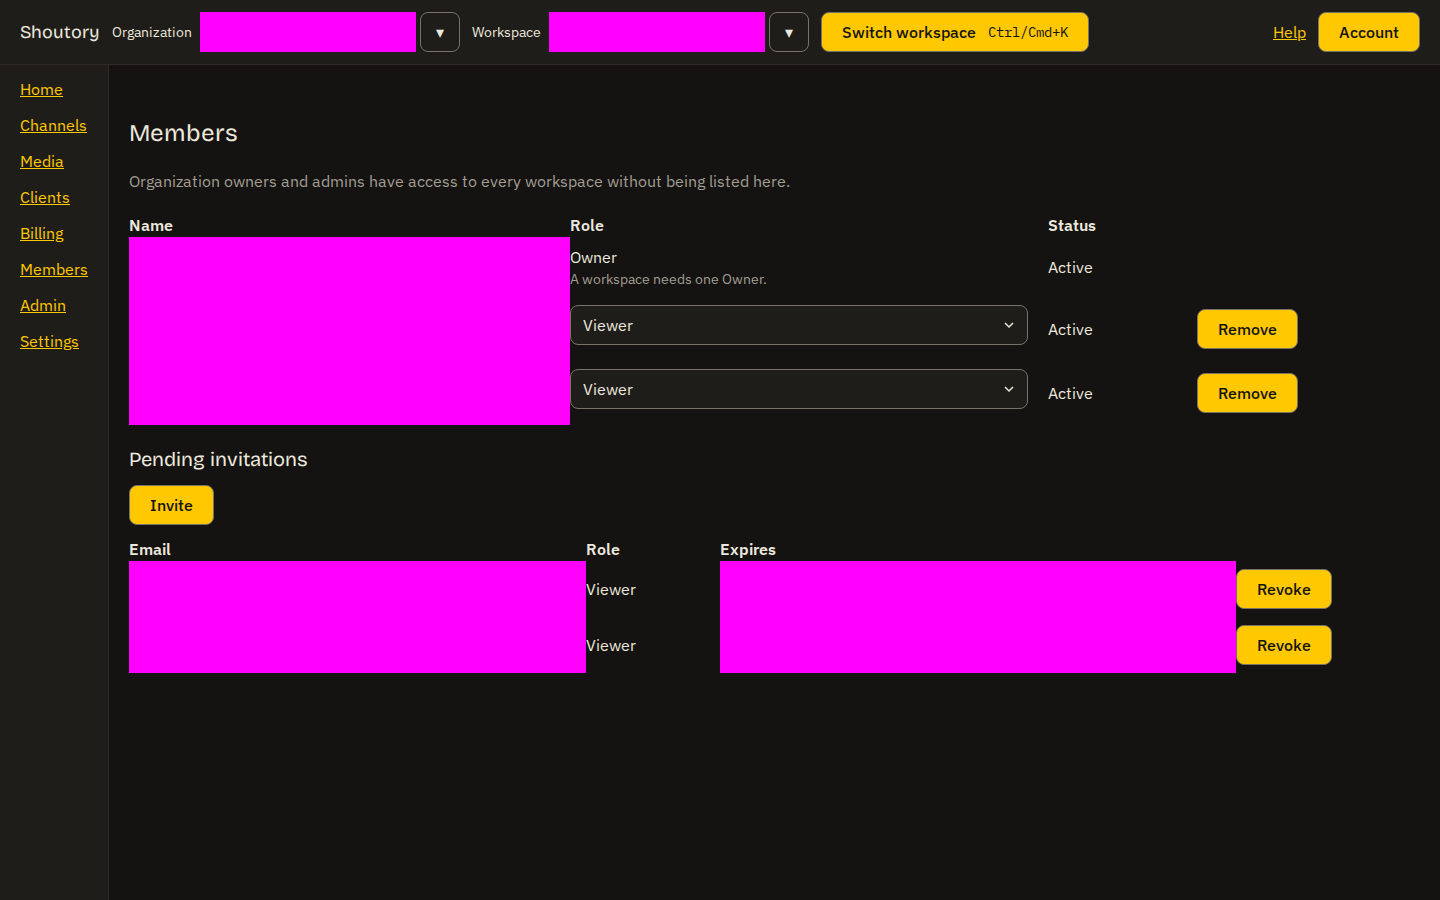 Shoutory Organization ▾ Workspace ▾ Switch workspace Ctrl/Cmd+K Help Account
Home
Channels
Media
Clients
Billing
Members
Admin
Settings
Members
Organization owners and admins have access to every workspace without being listed here.
Name Role Status
Owner
A workspace needs one Owner.
Active
Viewer Active Remove
Viewer Active Remove
Pending invitations
Invite
Email Role Expires
Viewer Revoke
Viewer Revoke